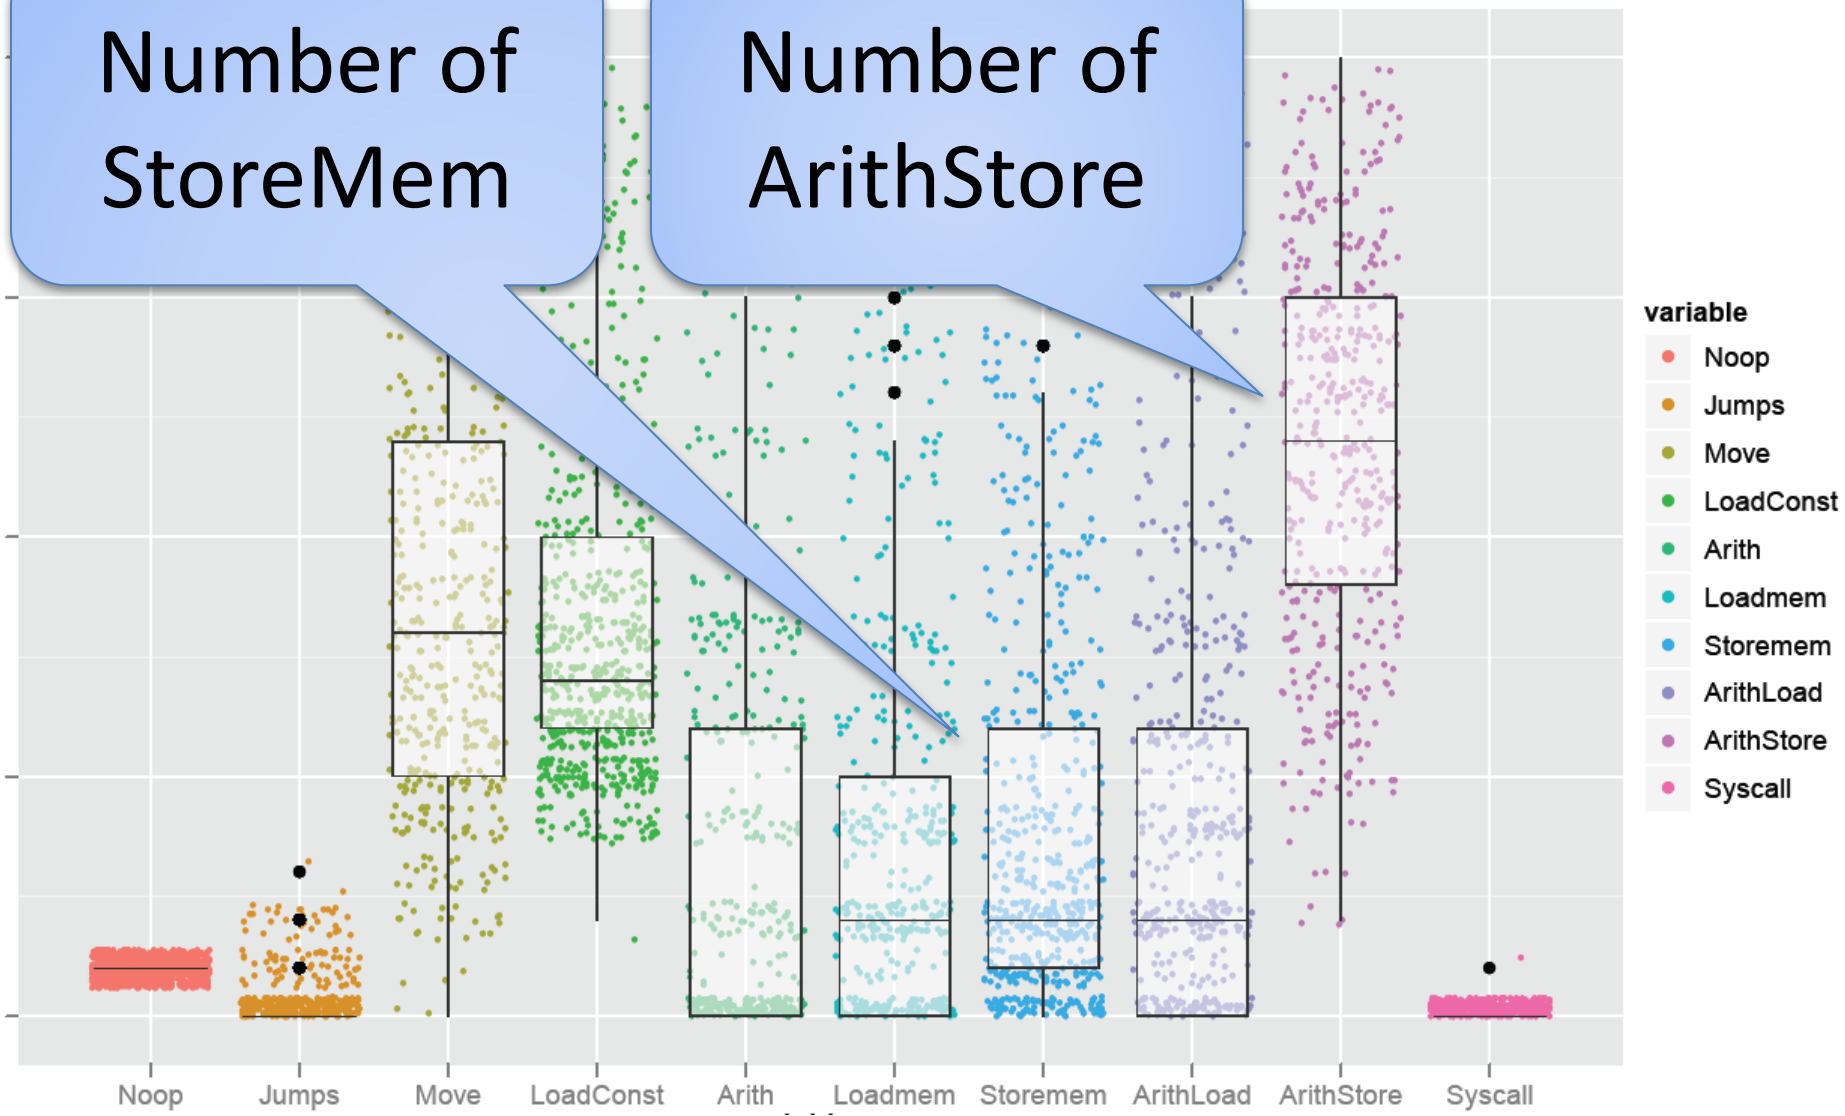 Number of
StoreMem
Number of
ArithStore
variable
Noop
Jumps
Move
LoadConst
Arith
Loadmem
Storemem
ArithLoad
ArithStore
Syscall
Noop Jumps Move LoadConst Arith Loadmem Storemem ArithLoad ArithStore Syscall